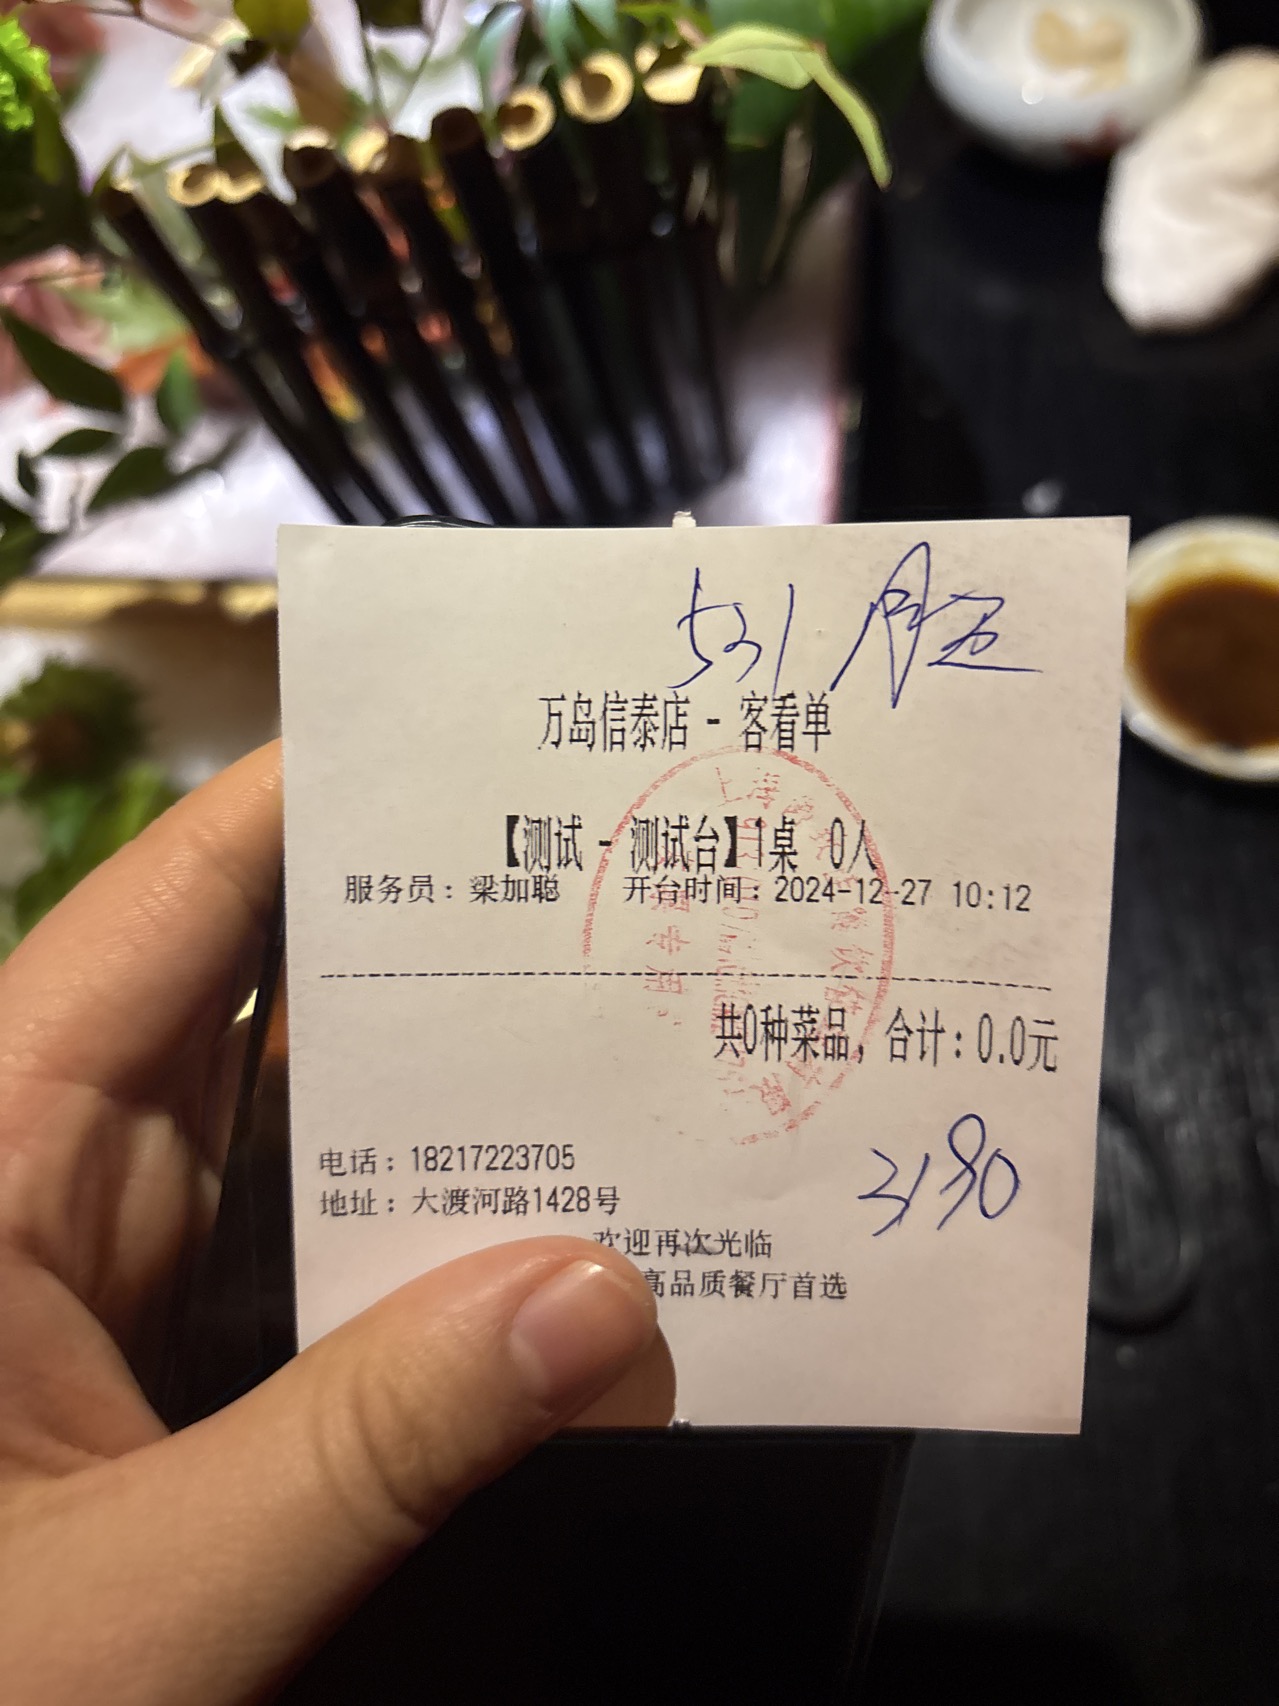 万岛信泰店 - 客看单
【测试 - 测试台】1桌 0人
服务员：梁加聪 开台时间：2024-12-27 10:12
共0种菜品，合计：0.0元
3190
电话：18217223705
地址：大渡河路1428号
欢迎再次光临
高品质餐厅首选